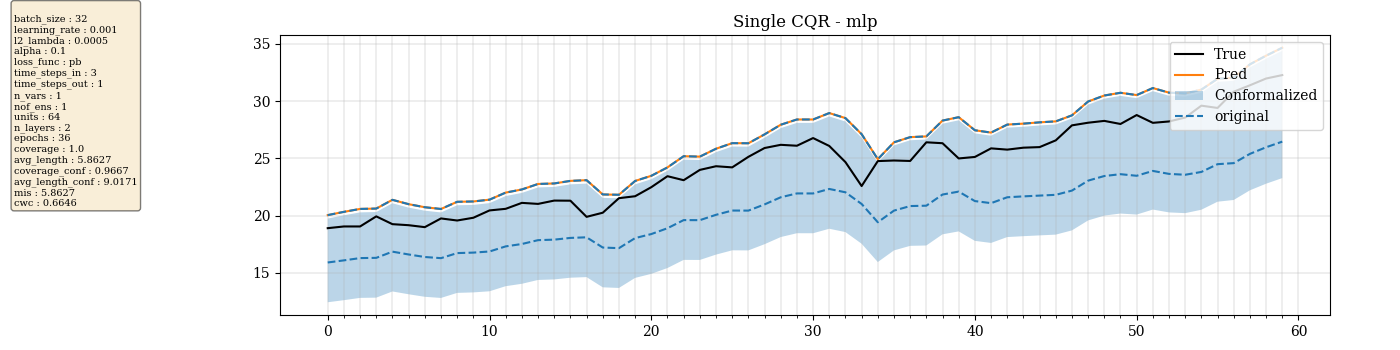 batch_size : 32
learning_rate : 0.001
l2_lambda : 0.0005
alpha : 0.1
loss_func : pb
time_steps_in : 3
time_steps_out : 1
n_vars : 1
nof_ens : 1
units : 64
n_layers : 2
epochs : 36
coverage : 1.0
avg_length : 5.8627
coverage_conf : 0.9667
avg_length_conf : 9.0171
mis : 5.8627
cwc : 0.6646
Single CQR - mlp
35
30
25
20
15
0 10 20 30 40 50 60
True
Pred
Conformalized
original